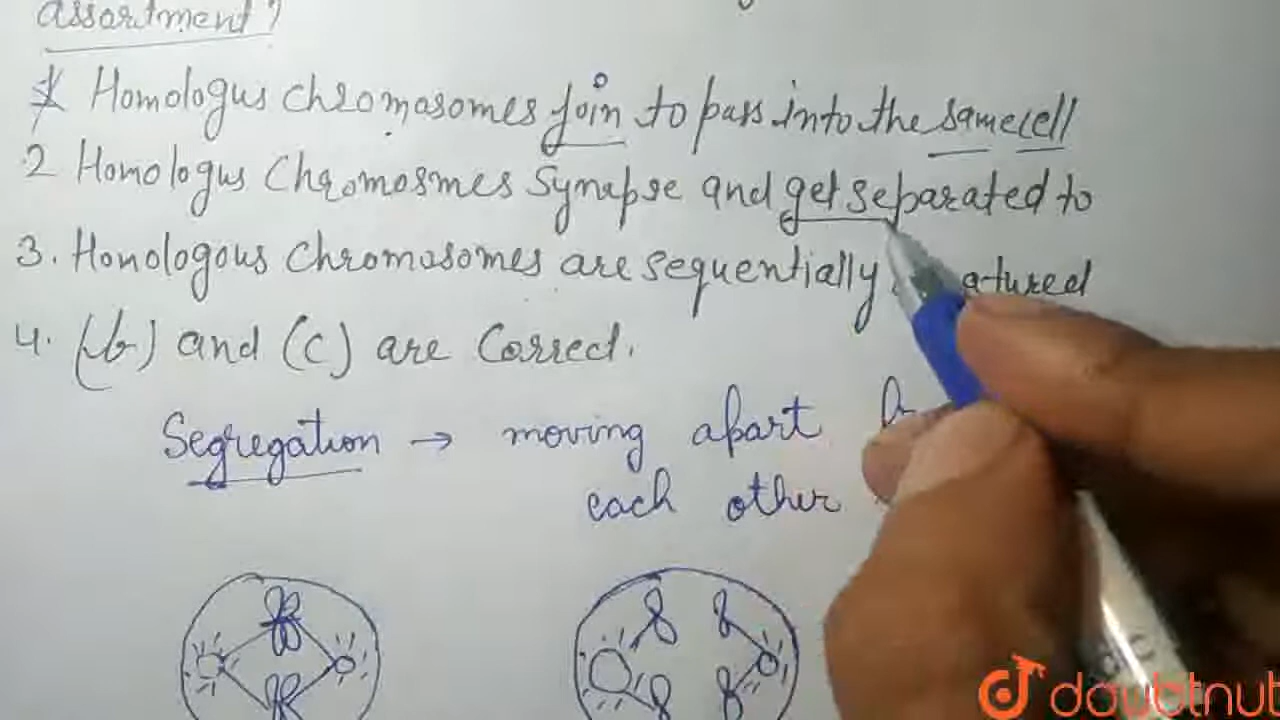 assortment?
1 Homologus chromasomes join to pass into the same cell
2 Homologus Chromosmes Synapse and get separated to
3. Homologous chromosomes are sequentially atured
4. (b) and (c) are Correct.
Segregation → moving apart
each other
doubtnut